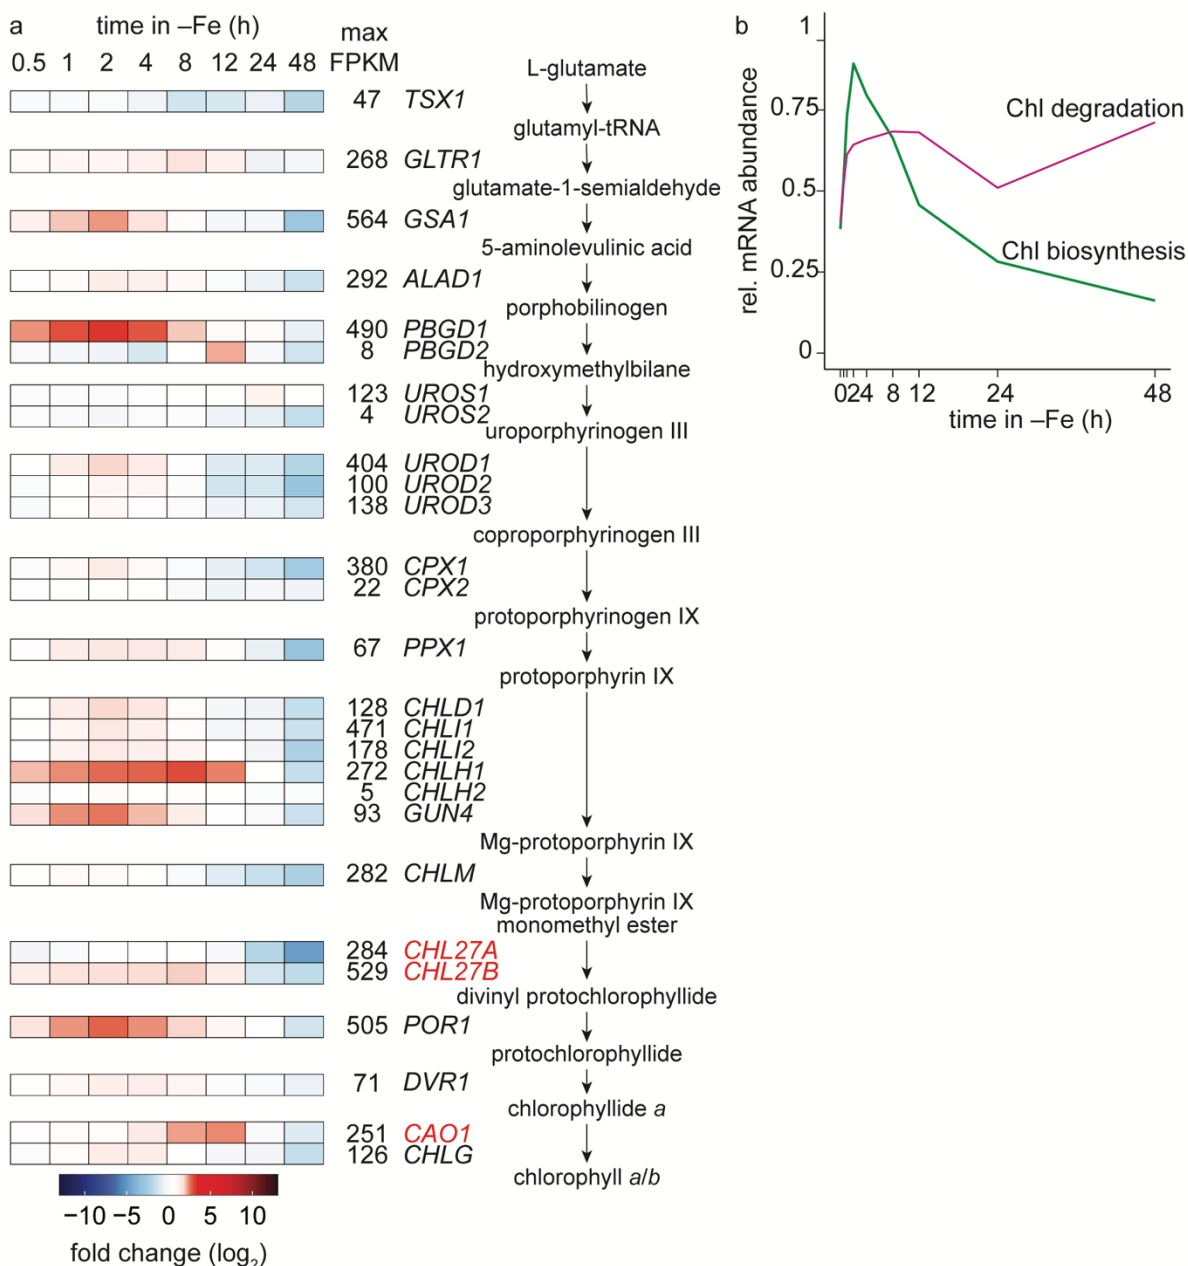 a time in –Fe (h) max
0.5 1 2 4 8 12 24 48 FPKM
L-glutamate
47 TSX1
glutamyl-tRNA
268 GLTR1
glutamate-1-semialdehyde
564 GSA1
5-aminolevulinic acid
292 ALAD1
porphobilinogen
490 PBGD1
8 PBGD2
hydroxymethylbilane
123 UROS1
4 UROS2
uroporphyrinogen III
404 UROD1
100 UROD2
138 UROD3
coproporphyrinogen III
380 CPX1
22 CPX2
protoporphyrinogen IX
67 PPX1
protoporphyrin IX
128 CHLD1
471 CHLI1
178 CHLI2
272 CHLH1
5 CHLH2
93 GUN4
Mg-protoporphyrin IX
282 CHLM
Mg-protoporphyrin IX
monomethyl ester
284 CHL27A
529 CHL27B
divinyl protochlorophyllide
505 POR1
protochlorophyllide
71 DVR1
chlorophyllide a
251 CAO1
126 CHLG
chlorophyll a/b
−10 −5 0 5 10
fold change (log2)
b
1
0.75
0.5
0.25
0
rel. mRNA abundance
Chl degradation
Chl biosynthesis
0 2 4 8 12 24 48
time in –Fe (h)